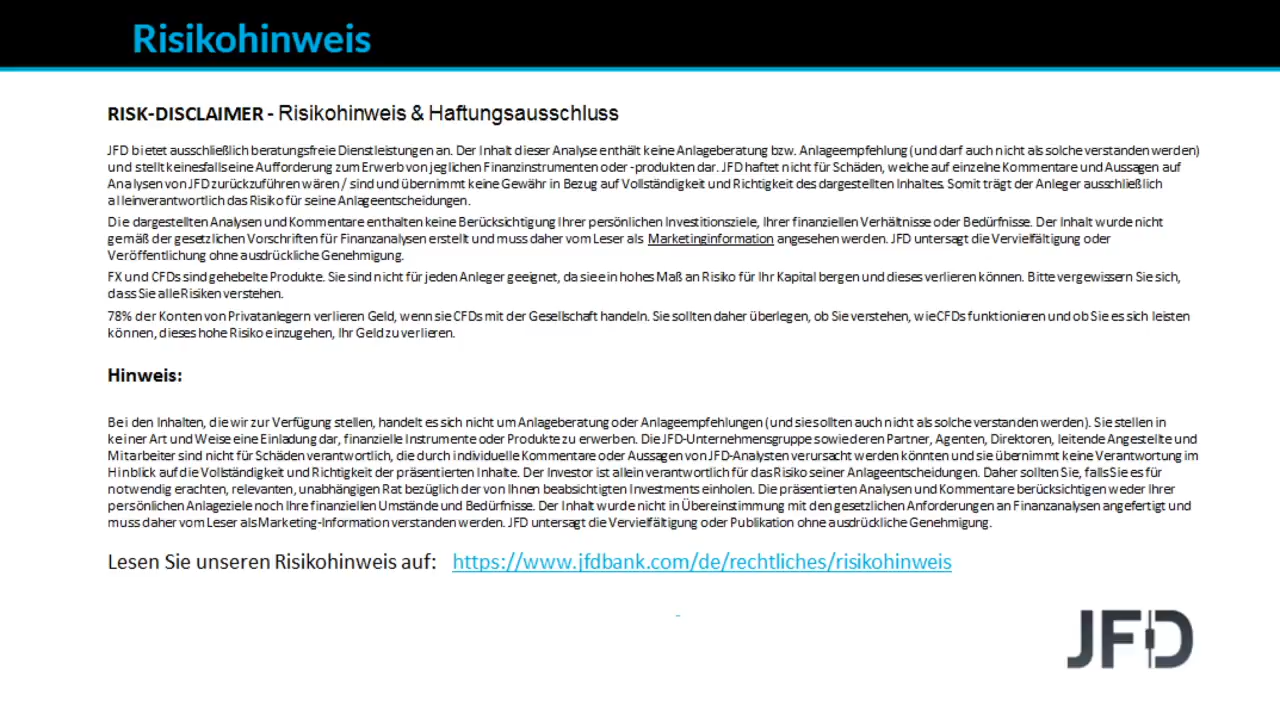 Risikohinweis
RISK-DISCLAIMER - Risikohinweis & Haftungsausschluss
JFD bietet ausschließlich beratungsfreie Dienstleistungen an. Der Inhalt dieser Analyse enthält keine Anlageberatung bzw. Anlageempfehlung (und darf auch nicht als solche verstanden werden)
und stellt keinesfalls eine Aufforderung zum Erwerb von jeglichen Finanzinstrumenten oder -produkten dar. JFD haftet nicht für Schäden, welche auf einzelne Kommentare und Aussagen auf
Analysen von JFD zurückzuführen wären / sind und übernimmt keine Gewähr in Bezug auf Vollständigkeit und Richtigkeit des dargestellten Inhaltes. Somit trägt der Anleger ausschließlich
alleinverantwortlich das Risiko für seine Anlageentscheidungen.
Die dargestellten Analysen und Kommentare enthalten keine Berücksichtigung Ihrer persönlichen Investitionsziele, Ihrer finanziellen Verhältnisse oder Bedürfnisse. Der Inhalt wurde nicht
gemäß der gesetzlichen Vorschriften für Finanzanalysen erstellt und muss daher vom Leser als Marketinginformation angesehen werden. JFD untersagt die Vervielfältigung oder
Veröffentlichung ohne ausdrückliche Genehmigung.
FX und CFDs sind gehebelte Produkte. Sie sind nicht für jeden Anleger geeignet, da sie ein hohes Maß an Risiko für Ihr Kapital bergen und dieses verlieren können. Bitte vergewissern Sie sich,
dass Sie alle Risiken verstehen.
78% der Konten von Privatanlegern verlieren Geld, wenn sie CFDs mit der Gesellschaft handeln. Sie sollten daher überlegen, ob Sie verstehen, wie CFDs funktionieren und ob Sie es sich leisten
können, dieses hohe Risiko einzugehen, Ihr Geld zu verlieren.
Hinweis:
Bei den Inhalten, die wir zur Verfügung stellen, handelt es sich nicht um Anlageberatung oder Anlageempfehlungen (und sie sollten auch nicht als solche verstanden werden). Sie stellen in
keiner Art und Weise eine Einladung dar, finanzielle Instrumente oder Produkte zu erwerben. Die JFD-Unternehmensgruppe sowie deren Partner, Agenten, Direktoren, leitende Angestellte und
Mitarbeiter sind nicht für Schäden verantwortlich, die durch individuelle Kommentare oder Aussagen von JFD-Analysten verursacht werden könnten und sie übernimmt keine Verantwortung im
Hinblick auf die Vollständigkeit und Richtigkeit der präsentierten Inhalte. Der Investor ist allein verantwortlich für das Risiko seiner Anlageentscheidungen. Daher sollten Sie, falls Sie es für
notwendig erachten, relevanten, unabhängigen Rat bezüglich der von Ihnen beabsichtigten Investments einholen. Die präsentierten Analysen und Kommentare berücksichtigen weder Ihrer
persönlichen Anlageziele noch Ihre finanziellen Umstände und Bedürfnisse. Der Inhalt wurde nicht in Übereinstimmung mit den gesetzlichen Anforderungen an Finanzanalysen angefertigt und
muss daher vom Leser als Marketing-Information verstanden werden. JFD untersagt die Vervielfältigung oder Publikation ohne ausdrückliche Genehmigung.
Lesen Sie unseren Risikohinweis auf: https://www.jfdbank.com/de/rechtliches/risikohinweis
-
JFD